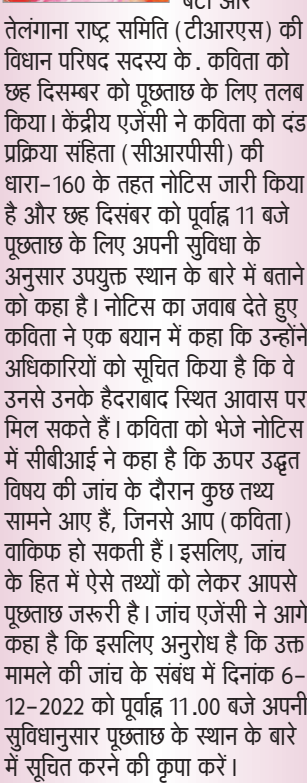 बेटी और
तेलंगाना राष्ट्र समिति (टीआरएस) की
विधान परिषद सदस्य के. कविता को
छह दिसम्बर को पूछताछ के लिए तलब
किया। केंद्रीय एजेंसी ने कविता को दंड
प्रक्रिया संहिता (सीआरपीसी) की
धारा-160 के तहत नोटिस जारी किया
है और छह दिसंबर को पूर्वाह्न 11 बजे
पूछताछ के लिए अपनी सुविधा के
अनुसार उपयुक्त स्थान के बारे में बताने
को कहा है। नोटिस का जवाब देते हुए
कविता ने एक बयान में कहा कि उन्होंने
अधिकारियों को सूचित किया है कि वे
उनसे उनके हैदराबाद स्थित आवास पर
मिल सकते हैं। कविता को भेजे नोटिस
में सीबीआई ने कहा है कि ऊपर उद्धृत
विषय की जांच के दौरान कुछ तथ्य
सामने आए हैं, जिनसे आप (कविता)
वाकिफ हो सकती हैं। इसलिए, जांच
के हित में ऐसे तथ्यों को लेकर आपसे
पूछताछ जरूरी है। जांच एजेंसी ने आगे
कहा है कि इसलिए अनुरोध है कि उक्त
मामले की जांच के संबंध में दिनांक 6-
12-2022 को पूर्वाह्न 11.00 बजे अपनी
सुविधानुसार पूछताछ के स्थान के बारे
में सूचित करने की कृपा करें।